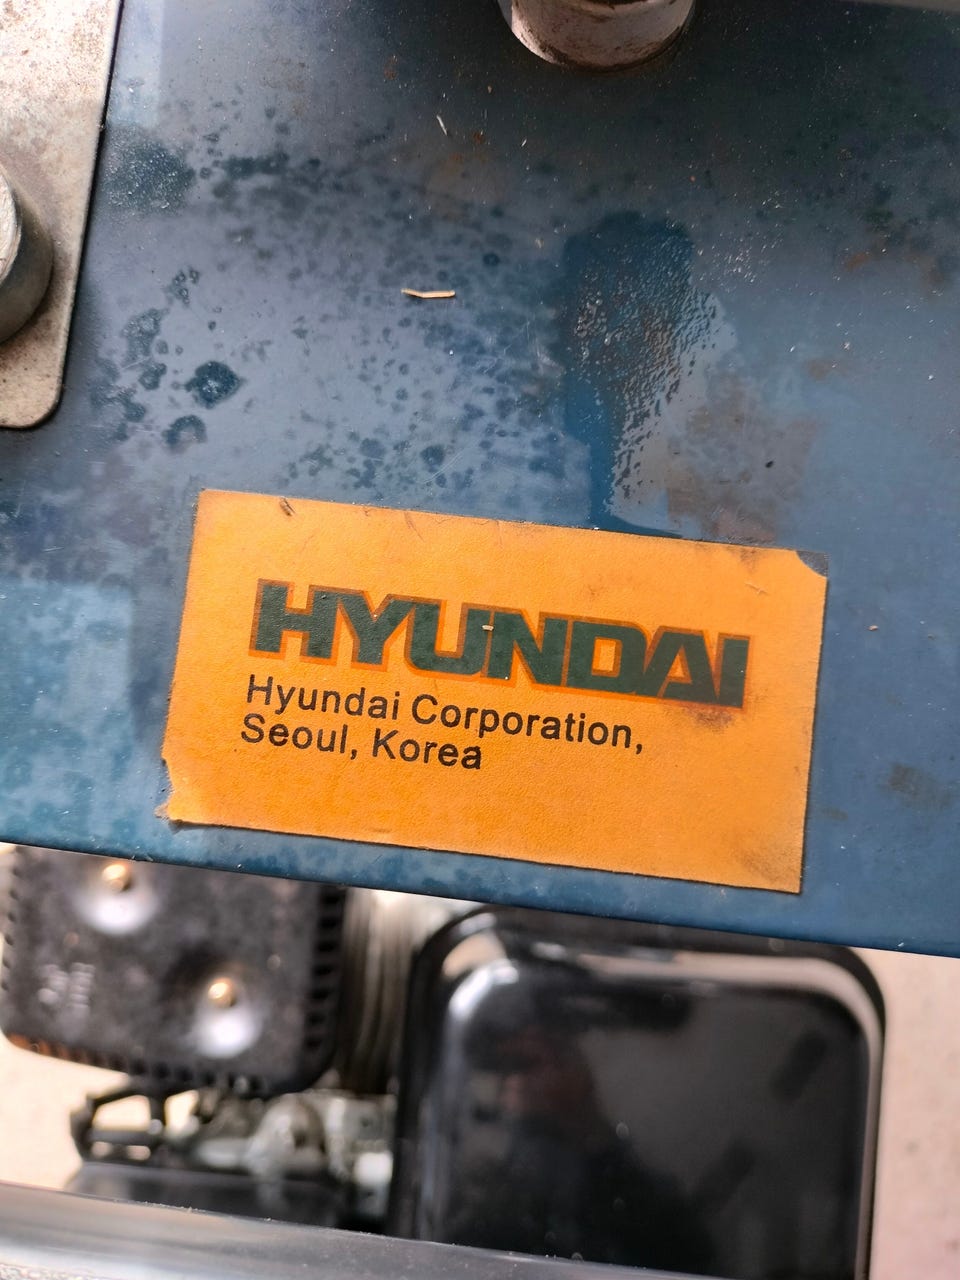 HYUNDAI
Hyundai Corporation,
Seoul, Korea